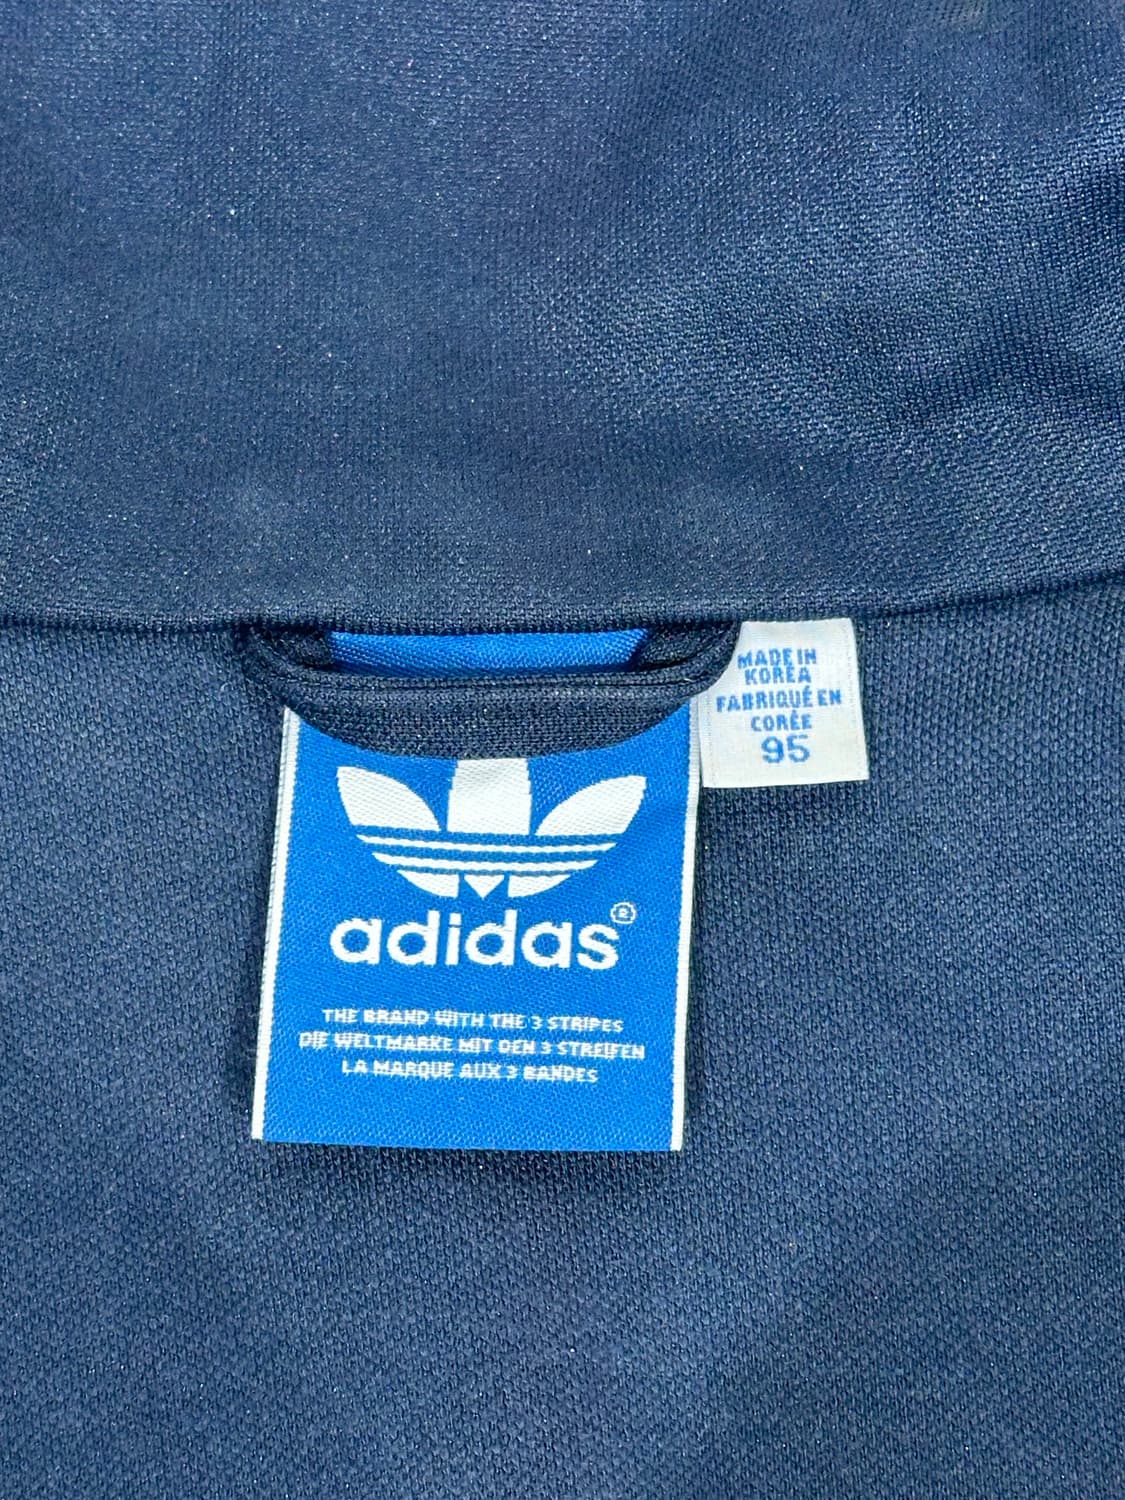 MADE IN
KOREA
FABRIQUÉ EN
CORÉE
95
adidas®
THE BRAND WITH THE 3 STRIPES
DIE WELTMARKE MIT DEN 3 STREIFEN
LA MARQUE AUX 3 BANDES